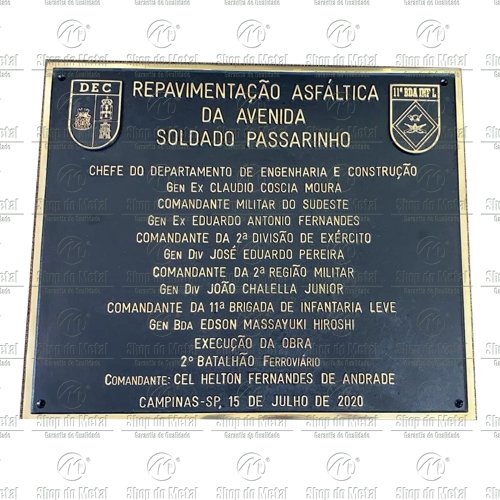 DEC
11ª BDA INF L
REPAVIMENTAÇÃO ASFÁLTICA
DA AVENIDA
SOLDADO PASSARINHO
CHEFE DO DEPARTAMENTO DE ENGENHARIA E CONSTRUÇÃO
GEN EX CLAUDIO COSCIA MOURA
COMANDANTE MILITAR DO SUDESTE
GEN EX EDUARDO ANTONIO FERNANDES
COMANDANTE DA 2ª DIVISÃO DE EXÉRCITO
GEN DIV JOSÉ EDUARDO PEREIRA
COMANDANTE DA 2ª REGIÃO MILITAR
GEN DIV JOÃO CHALELLA JUNIOR
COMANDANTE DA 11ª BRIGADA DE INFANTARIA LEVE
GEN BDA EDSON MASSAYUKI HIROSHI
EXECUÇÃO DA OBRA
2º BATALHÃO FERROVIÁRIO
COMANDANTE: CEL HELTON FERNANDES DE ANDRADE
CAMPINAS-SP, 15 DE JULHO DE 2020
Shop do Metal
Garantia de Qualidade